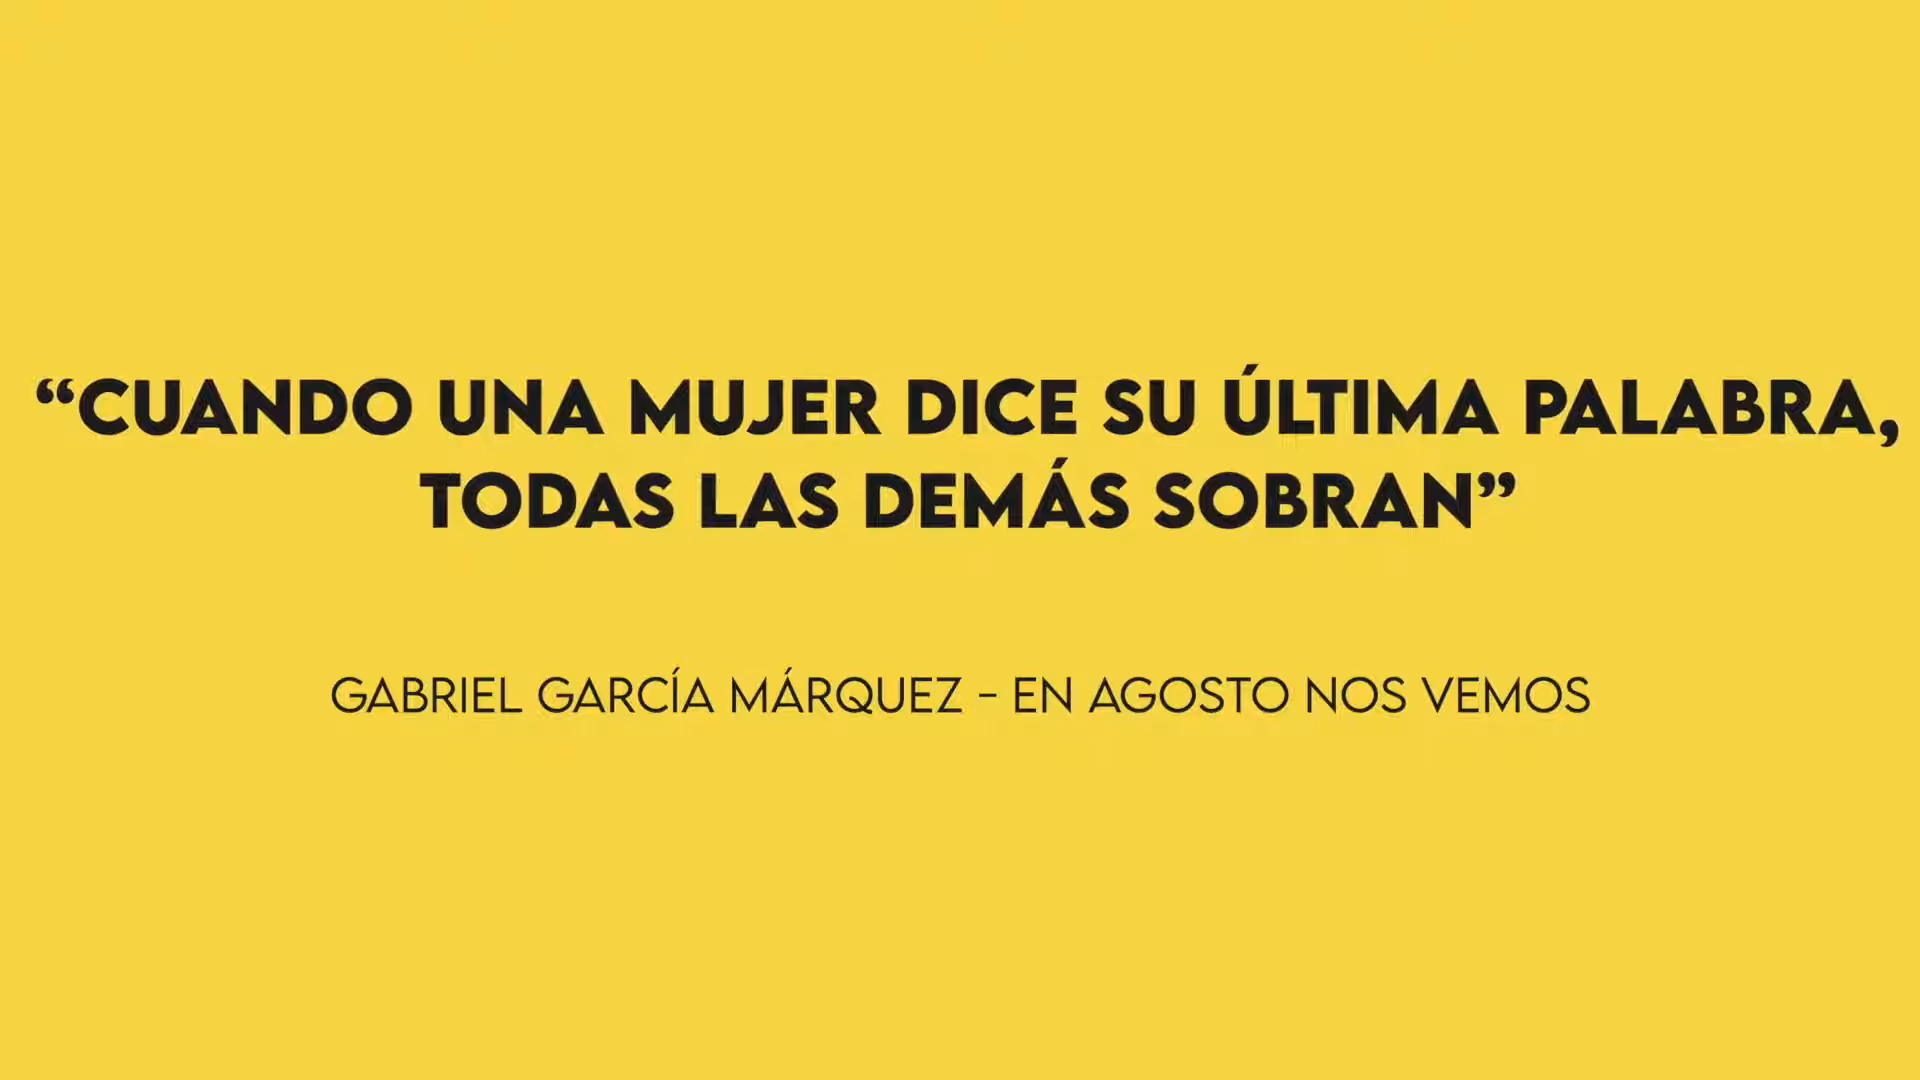 “CUANDO UNA MUJER DICE SU ÚLTIMA PALABRA,
TODAS LAS DEMÁS SOBRAN”
GABRIEL GARCÍA MÁRQUEZ - EN AGOSTO NOS VEMOS